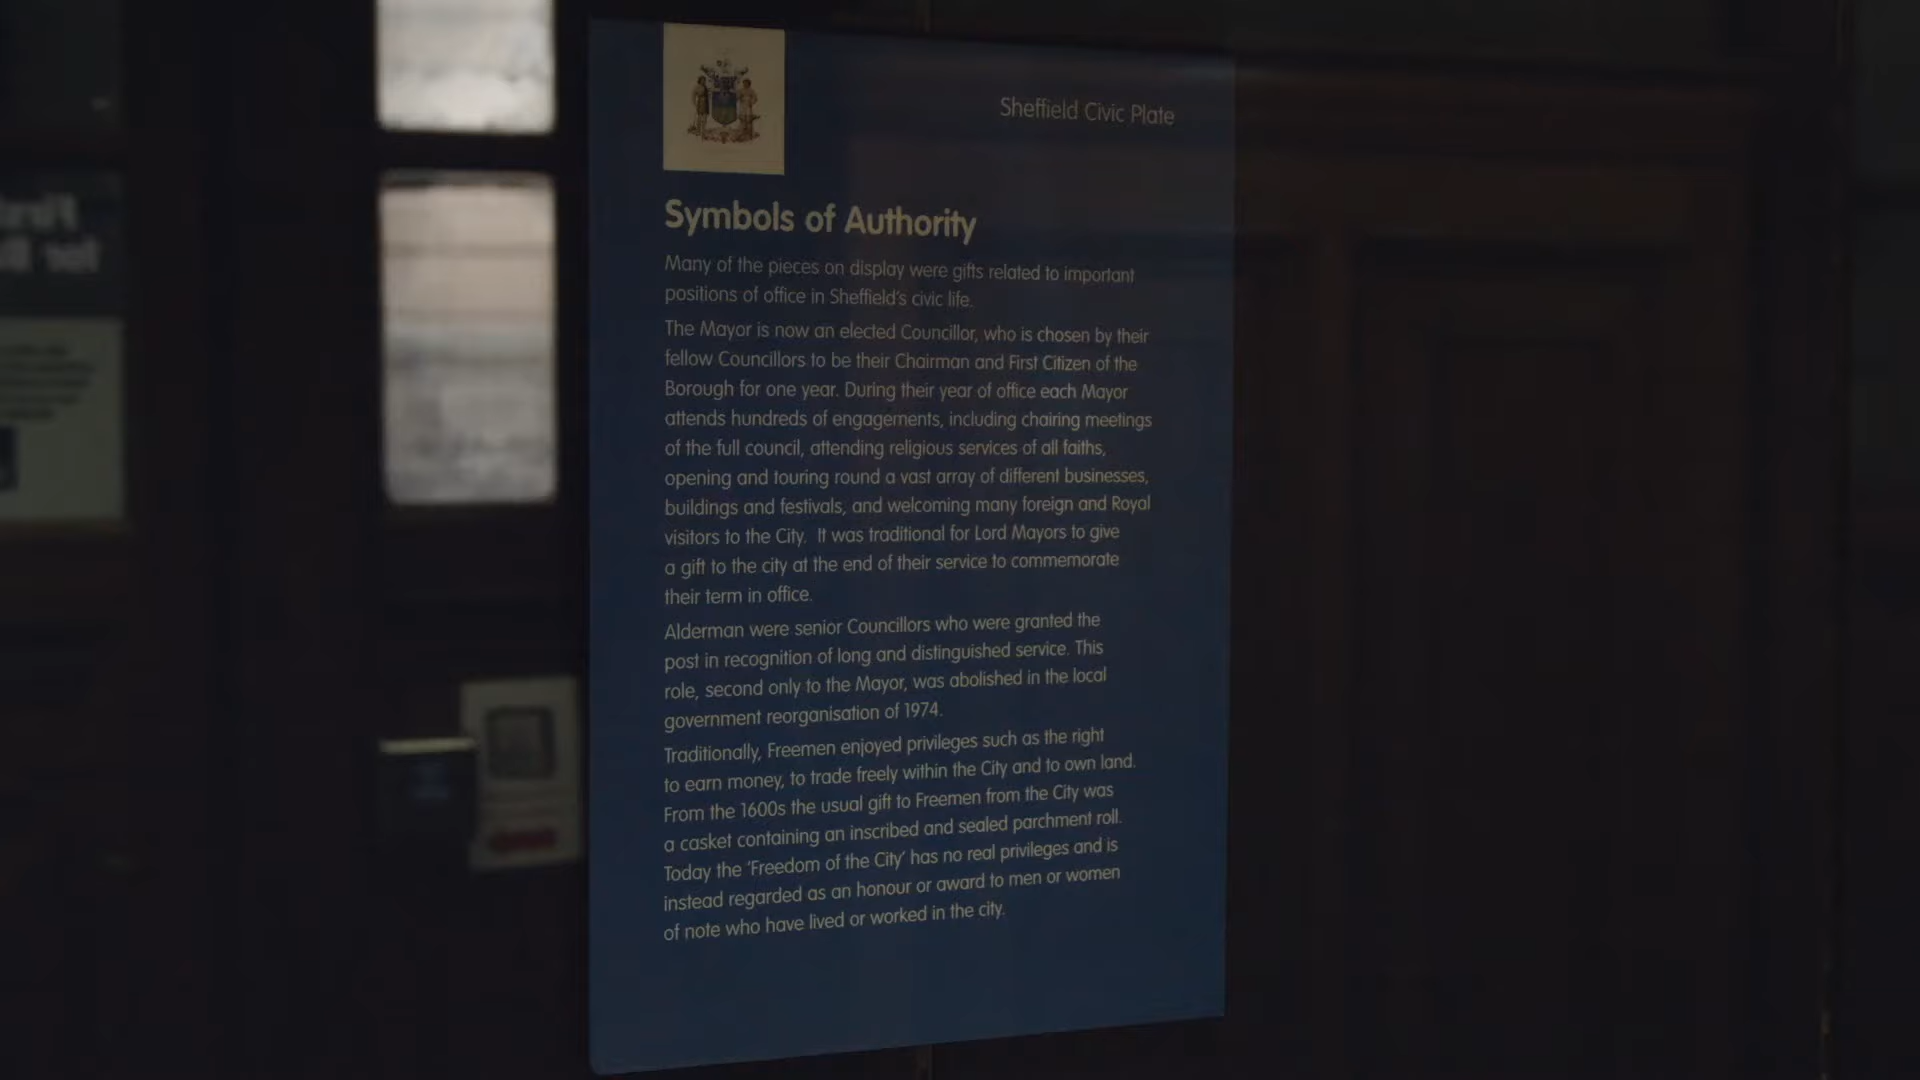 Sheffield Civic Plate
Symbols of Authority
Many of the pieces on display were gifts related to important
positions of office in Sheffield's civic life.
The Mayor is now an elected Councillor, who is chosen by their
fellow Councillors to be their Chairman and First Citizen of the
Borough for one year. During their year of office each Mayor
attends hundreds of engagements, including chairing meetings
of the full council, attending religious services of all faiths,
opening and touring round a vast array of different businesses,
buildings and festivals, and welcoming many foreign and Royal
visitors to the City. It was traditional for Lord Mayors to give
a gift to the city at the end of their service to commemorate
their term in office.
Alderman were senior Councillors who were granted the
post in recognition of long and distinguished service. This
role, second only to the Mayor, was abolished in the local
government reorganisation of 1974.
Traditionally, Freemen enjoyed privileges such as the right
to earn money, to trade freely within the City and to own land.
From the 1600s the usual gift to Freemen from the City was
a casket containing an inscribed and sealed parchment roll.
Today the 'Freedom of the City' has no real privileges and is
instead regarded as an honour or award to men or women
of note who have lived or worked in the city.